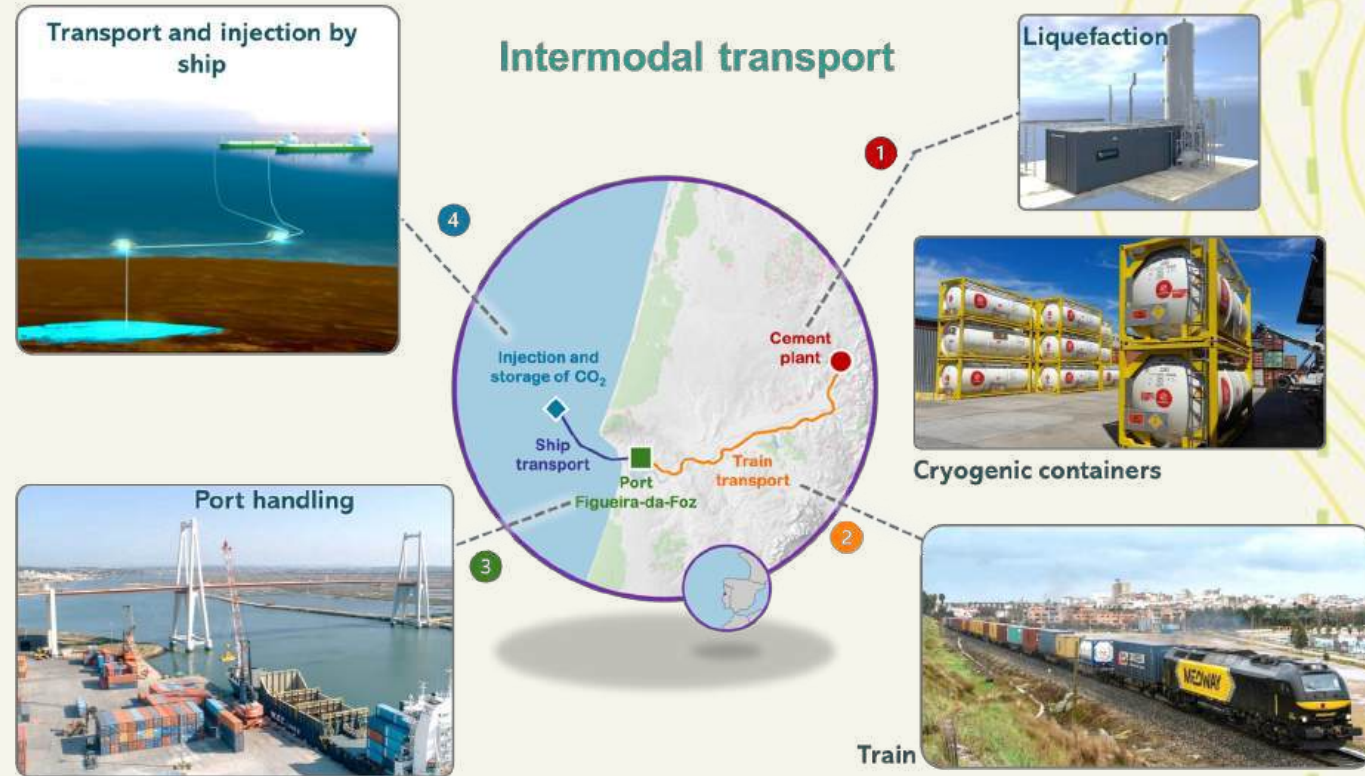 Transport and injection by
ship
Intermodal transport
Liquefaction
1
4
Cement
plant
Injection and
storage of CO₂
Ship
transport
Train
transport
Port
Figueira-da-Foz
Cryogenic containers
Port handling
3
2
MEDWAY
Train